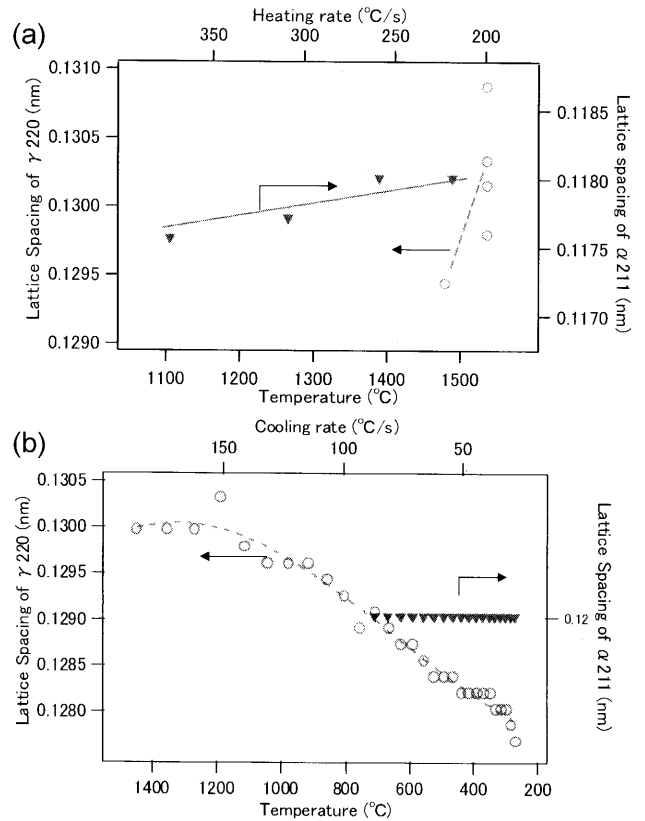 (a)
Heating rate (°C/s)
350 300 250 200
0.1310
0.1305
0.1300
0.1295
0.1290
Lattice Spacing of γ 220 (nm)
0.1185
0.1180
0.1175
0.1170
Lattice spacing of α 211 (nm)
1100 1200 1300 1400 1500
Temperature (°C)
(b)
Cooling rate (°C/s)
150 100 50
0.1305
0.1300
0.1295
0.1290
0.1285
0.1280
Lattice Spacing of γ 220 (nm)
0.12
Lattice Spacing of α 211 (nm)
1400 1200 1000 800 600 400 200
Temperature (°C)